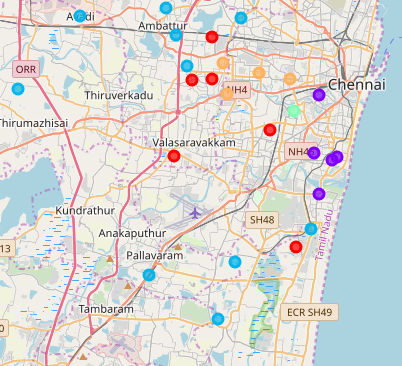 Avadi
Ambattur
ORR
NH4
Chennai
Thiruverkadu
Thirumazhisai
Valasaravakkam
NH4
Kundrathur
SH48
Anakaputhur
Tamil Nadu
13
Pallavaram
Tambaram
ECR SH49
0